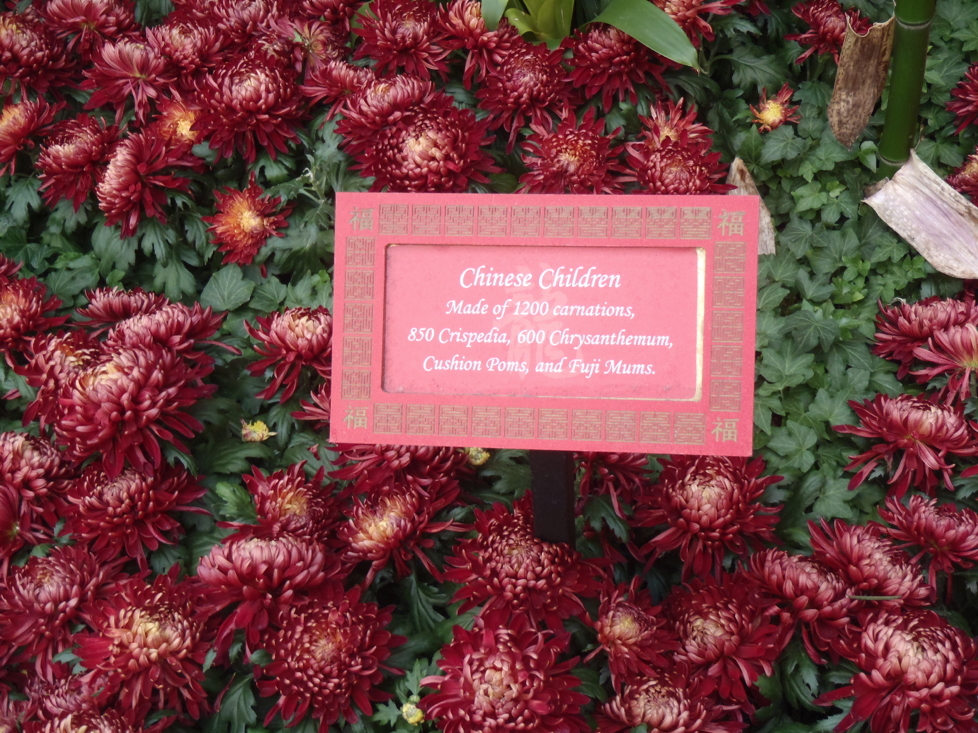 福 福
Chinese Children
Made of 1200 carnations,
850 Crispedia, 600 Chrysanthemum,
Cushion Poms, and Fuji Mums.
福 福